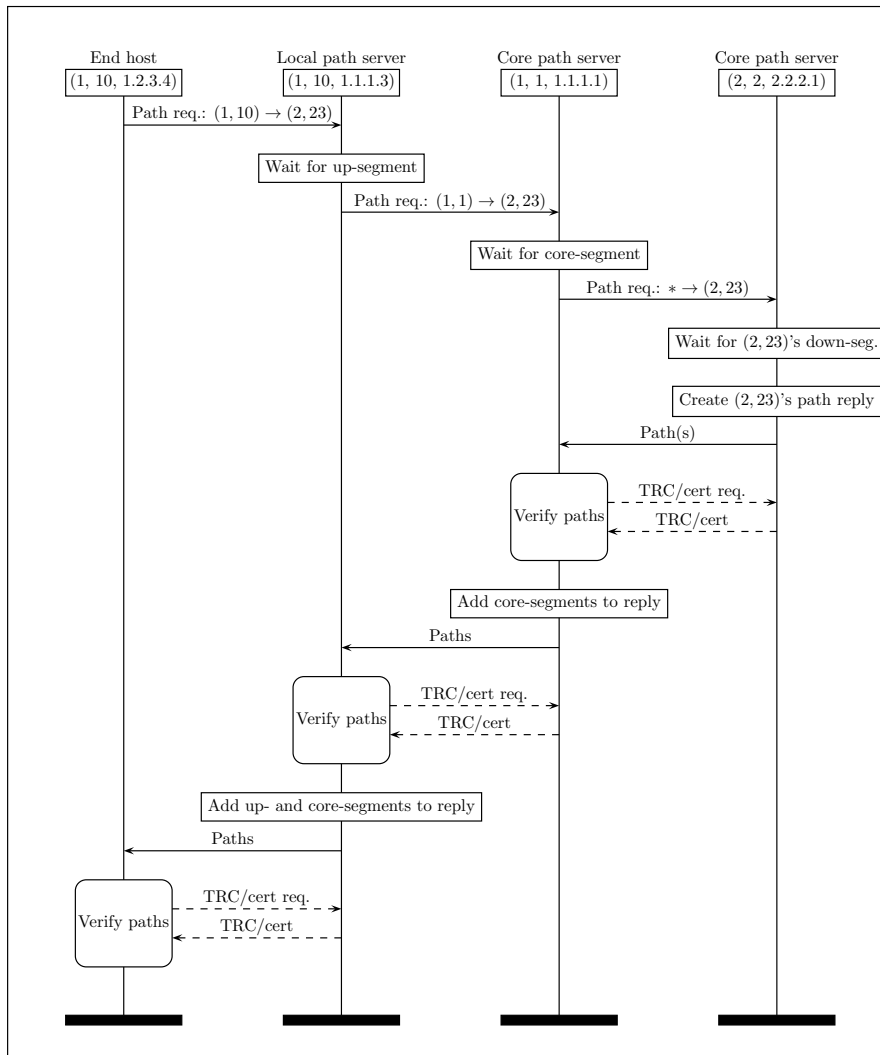 End host
Local path server
Core path server
Core path server
(1, 10, 1.2.3.4)
(1, 10, 1.1.1.3)
(1, 1, 1.1.1.1)
(2, 2, 2.2.2.1)
Path req.: (1, 10) → (2, 23)
Wait for up-segment
Path req.: (1, 1) → (2, 23)
Wait for core-segment
Path req.: ∗ → (2, 23)
Wait for (2, 23)'s down-seg.
Create (2, 23)'s path reply
Path(s)
TRC/cert req.
Verify paths
TRC/cert
Add core-segments to reply
Paths
TRC/cert req.
Verify paths
TRC/cert
Add up- and core-segments to reply
Paths
TRC/cert req.
Verify paths
TRC/cert